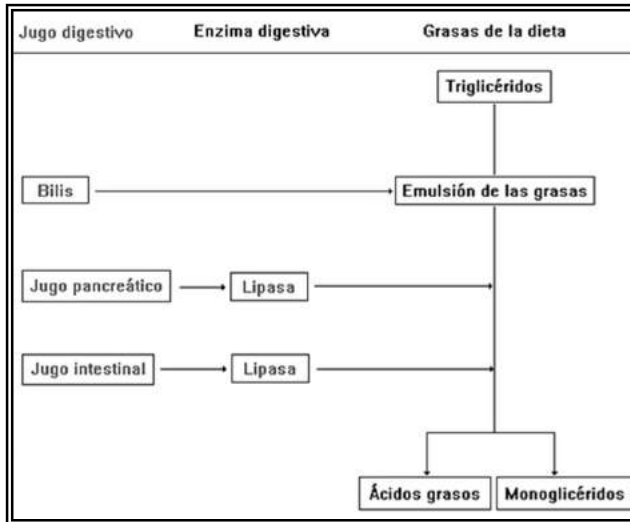 Jugo digestivo Enzima digestiva Grasas de la dieta
Triglicéridos
Bilis Emulsión de las grasas
Jugo pancreático Lipasa
Jugo intestinal Lipasa
Ácidos grasos Monoglicéridos